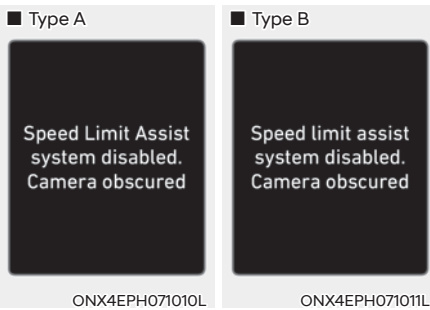 ■ Type A
Speed Limit Assist
system disabled.
Camera obscured
ONX4EPH071010L
■ Type B
Speed limit assist
system disabled.
Camera obscured
ONX4EPH071011L